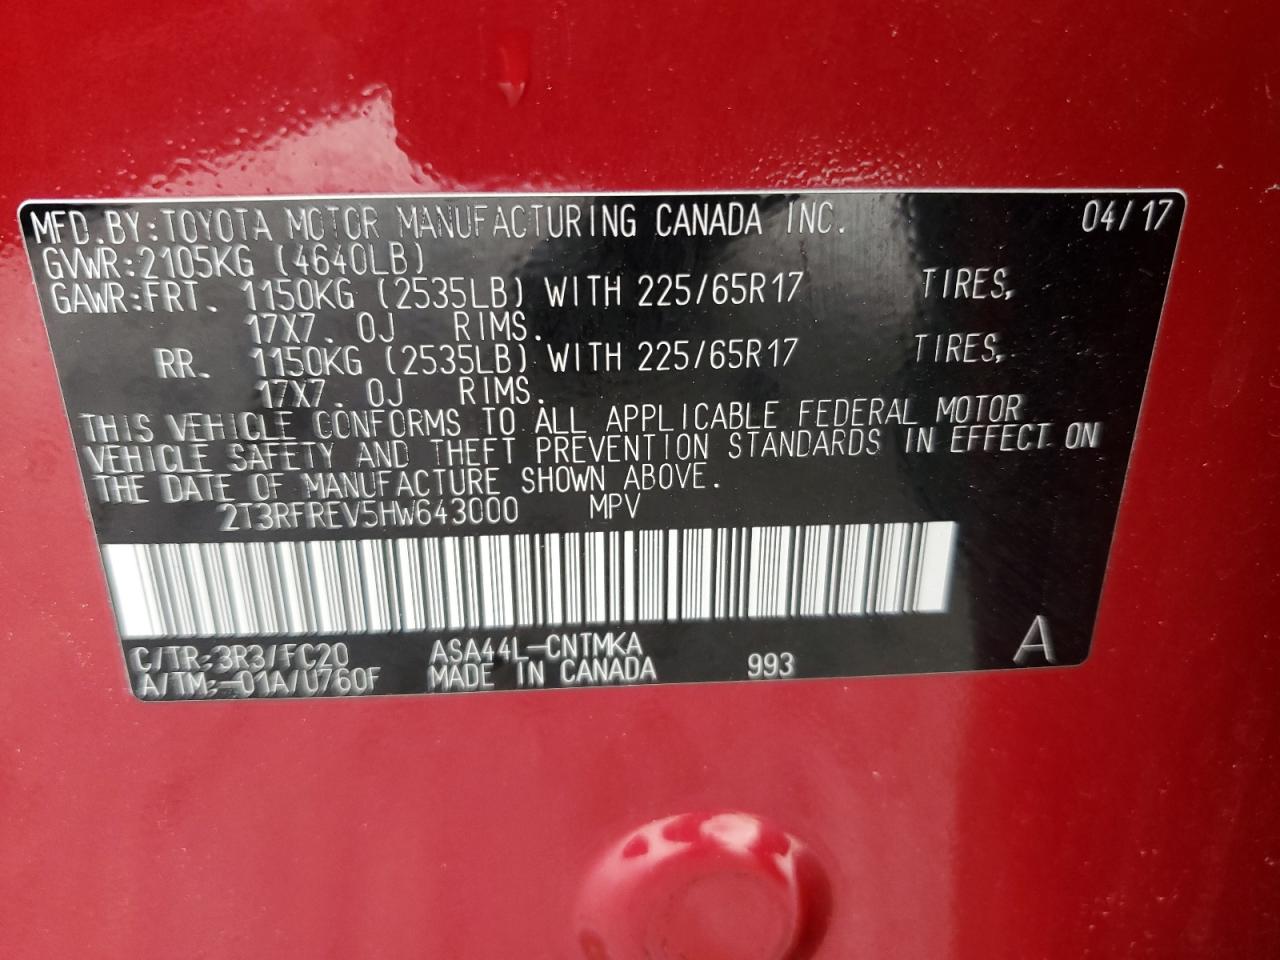 MFD.BY:TOYOTA MOTOR MANUFACTURING CANADA INC. 04/17
GVWR:2105KG (4640LB)
GAWR:FRT. 1150KG (2535LB) WITH 225/65R17 TIRES,
17X7.0J RIMS.
RR. 1150KG (2535LB) WITH 225/65R17 TIRES,
17X7.0J RIMS.
THIS VEHICLE CONFORMS TO ALL APPLICABLE FEDERAL MOTOR
VEHICLE SAFETY AND THEFT PREVENTION STANDARDS IN EFFECT ON
THE DATE OF MANUFACTURE SHOWN ABOVE.
2T3RFREV5HW643000 MPV
C/TR:3R3/FC20 ASA44L-CNTMKA A
A/TM:-01A/U760F MADE IN CANADA 993